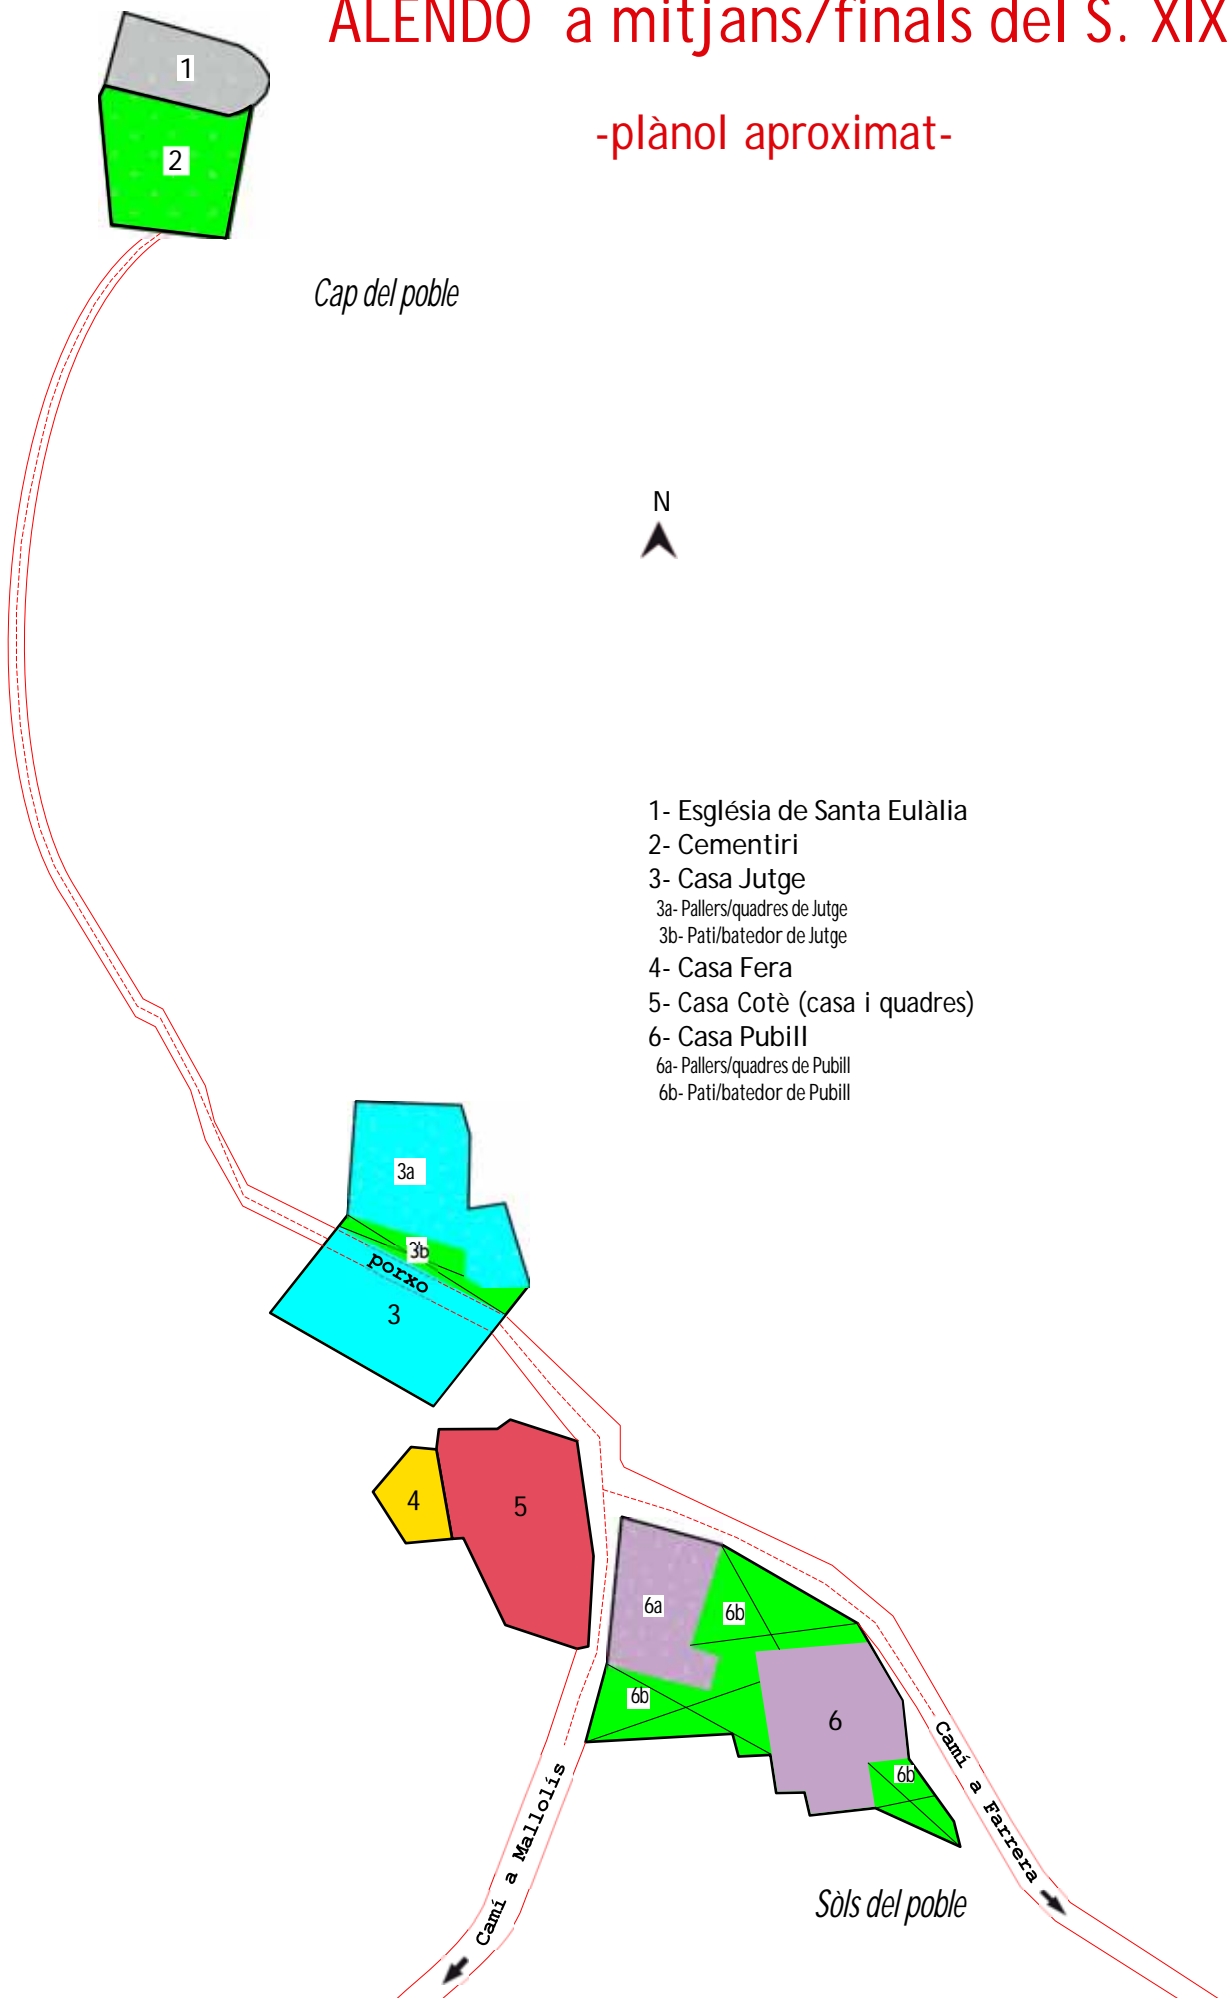 ALENDO a mitjans/finals del S. XIX
-plànol aproximat-
1
2
Cap del poble
N
1- Església de Santa Eulàlia
2- Cementiri
3- Casa Jutge
3a- Pallers/quadres de Jutge
3b- Pati/batedor de Jutge
4- Casa Fera
5- Casa Cotè (casa i quadres)
6- Casa Pubill
6a- Pallers/quadres de Pubill
6b- Pati/batedor de Pubill
3a
3b
porxo
3
4
5
6a
6b
6b
6
6b
Camí a Mallolís
Camí a Farrera
Sòls del poble